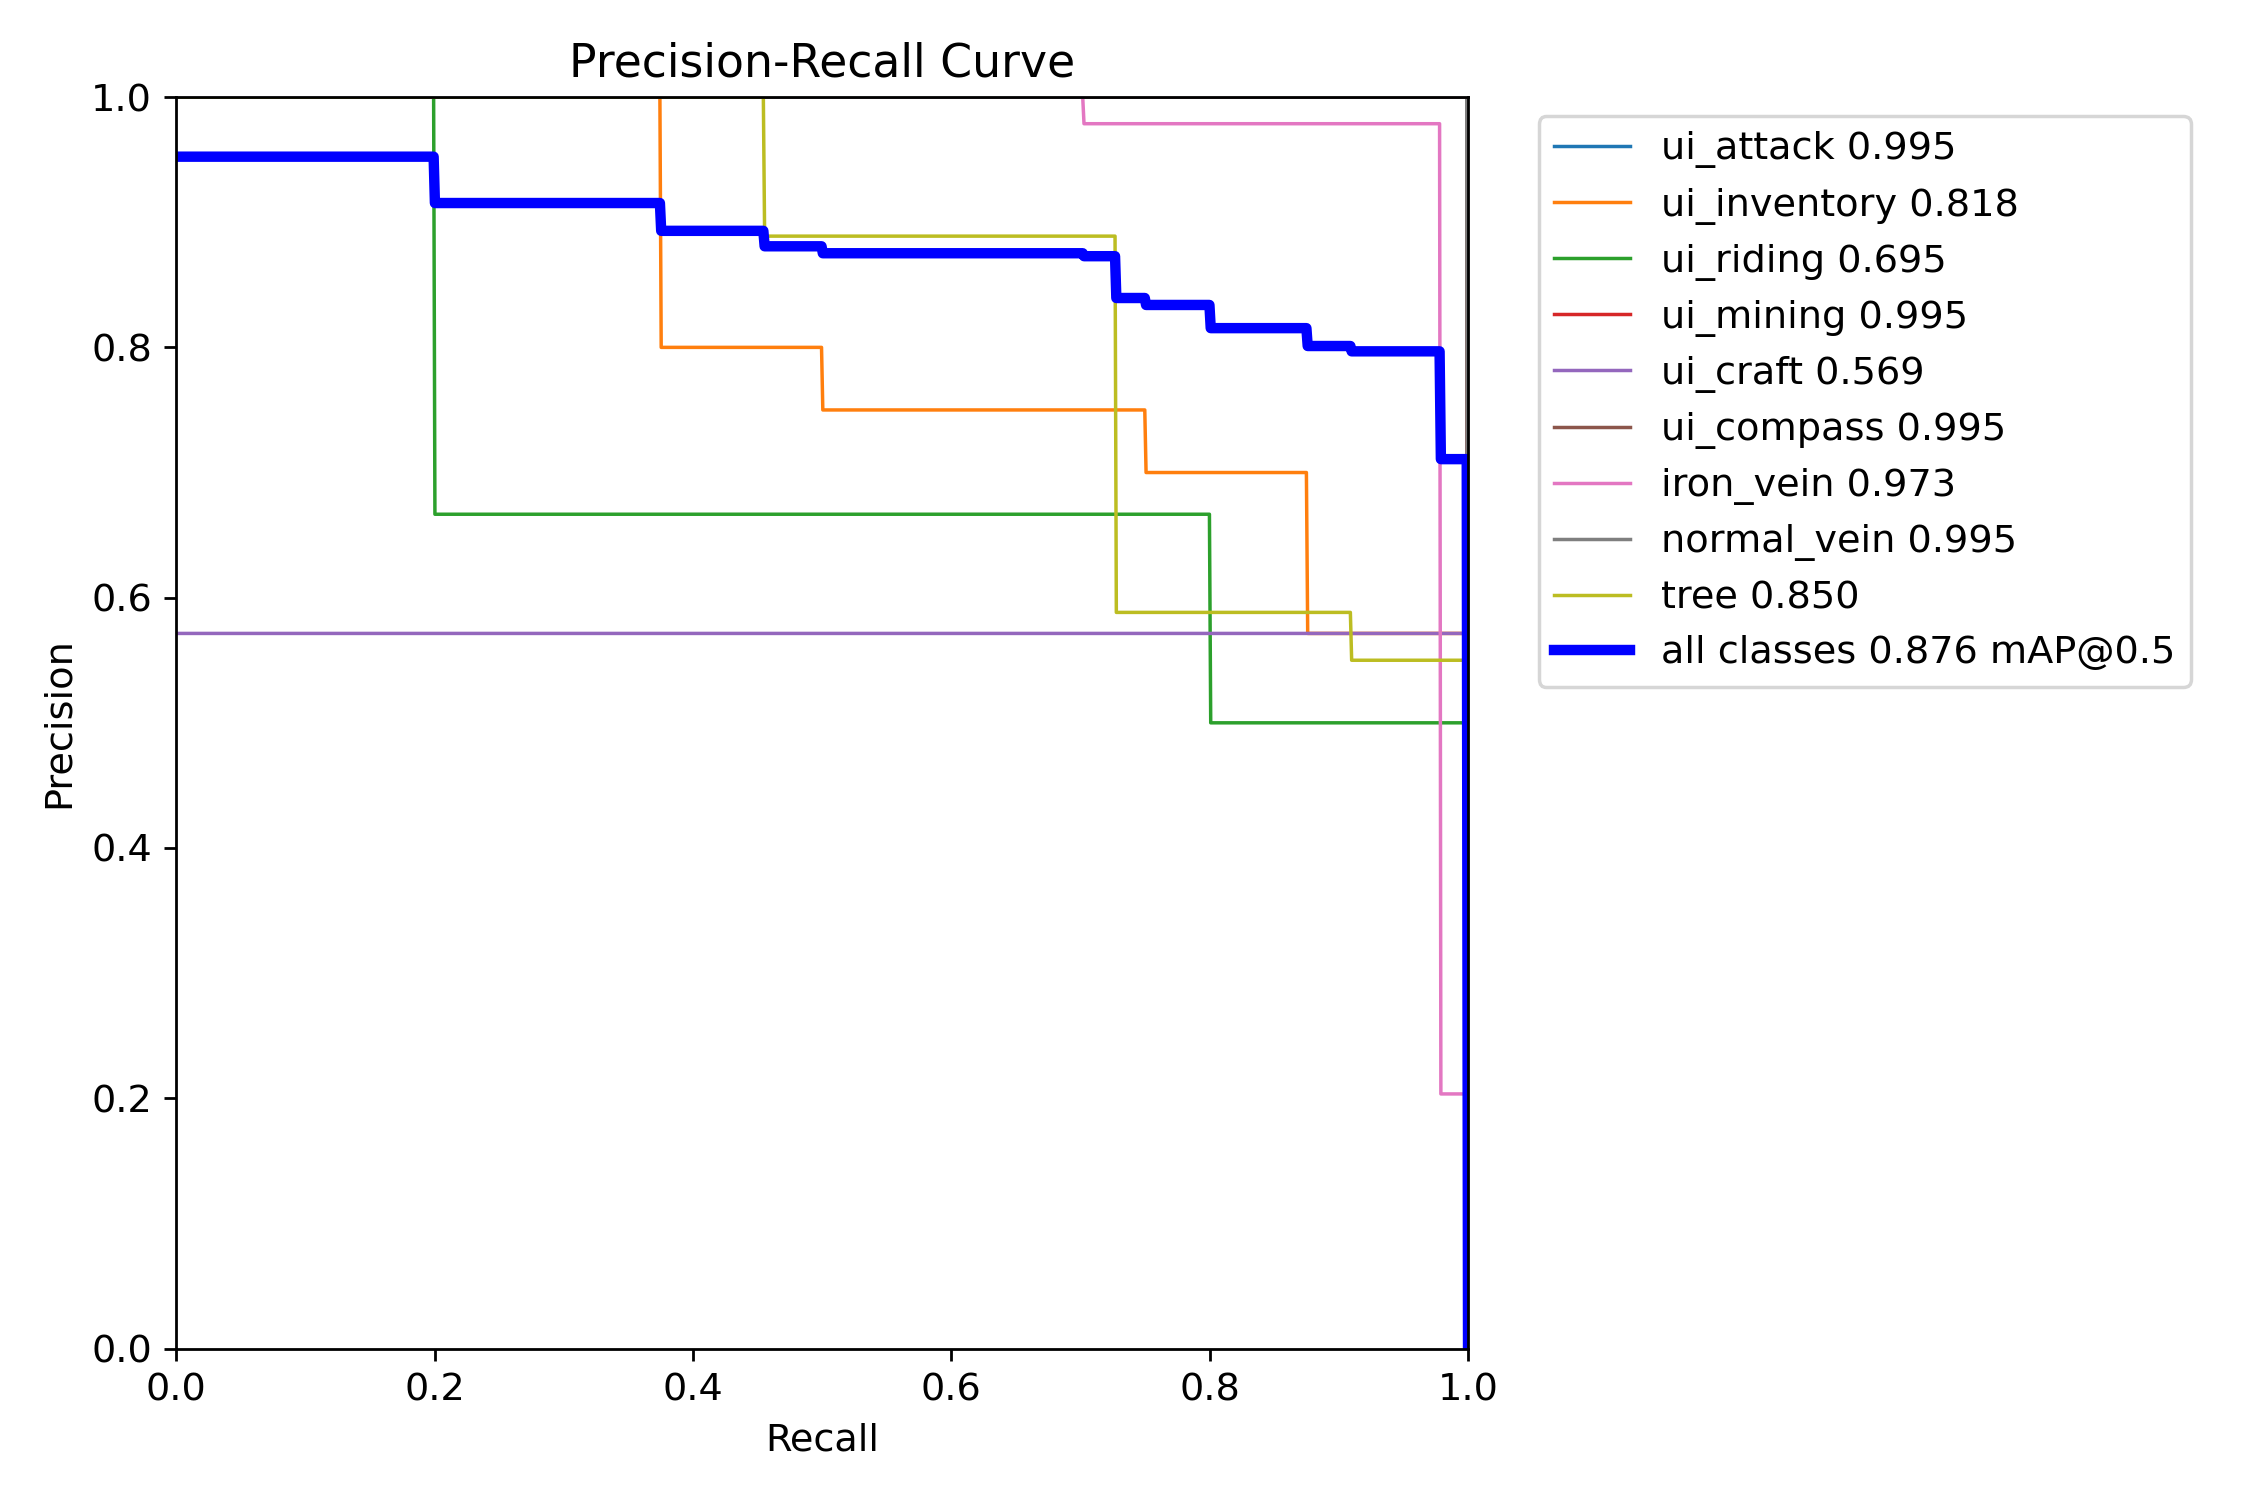 Precision-Recall Curve
1.0
0.8
0.6
0.4
0.2
0.0
Precision
0.0 0.2 0.4 0.6 0.8 1.0
Recall
ui_attack 0.995
ui_inventory 0.818
ui_riding 0.695
ui_mining 0.995
ui_craft 0.569
ui_compass 0.995
iron_vein 0.973
normal_vein 0.995
tree 0.850
all classes 0.876 mAP@0.5